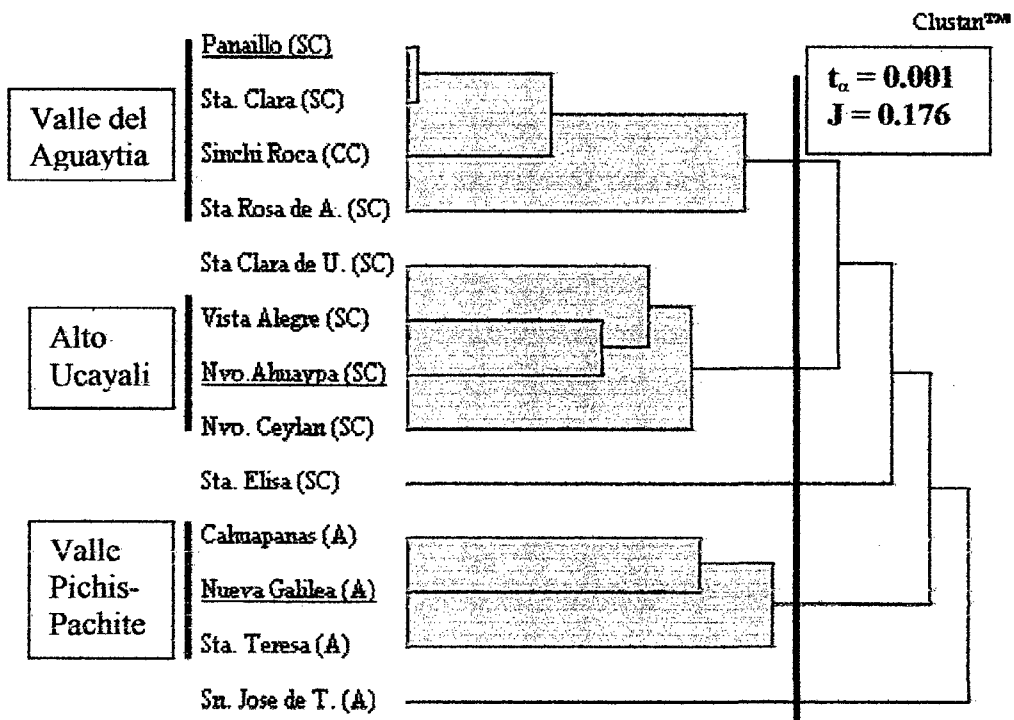 Clustan™
tα = 0.001
J = 0.176
Valle del
Aguaytia
Panaillo (SC)
Sta. Clara (SC)
Sinchi Roca (CC)
Sta Rosa de A. (SC)
Sta Clara de U. (SC)
Alto
Ucayali
Vista Alegre (SC)
Nvo. Ahuaypa (SC)
Nvo. Ceylan (SC)
Sta. Elisa (SC)
Valle
Pichis-
Pachite
Cahuapanas (A)
Nueva Galilea (A)
Sta. Teresa (A)
Sn. Jose de T. (A)